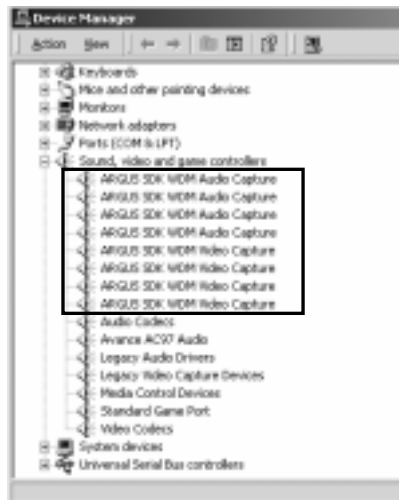 Device Manager
Action View
Keyboards
Mice and other pointing devices
Monitors
Network adapters
Ports (COM & LPT)
Sound, video and game controllers
ARGUS SDK WDM Audio Capture
ARGUS SDK WDM Audio Capture
ARGUS SDK WDM Audio Capture
ARGUS SDK WDM Audio Capture
ARGUS SDK WDM Video Capture
ARGUS SDK WDM Video Capture
ARGUS SDK WDM Video Capture
ARGUS SDK WDM Video Capture
Audio Codecs
Avance AC97 Audio
Legacy Audio Drivers
Legacy Video Capture Devices
Media Control Devices
Standard Game Port
Video Codecs
System devices
Universal Serial Bus controllers